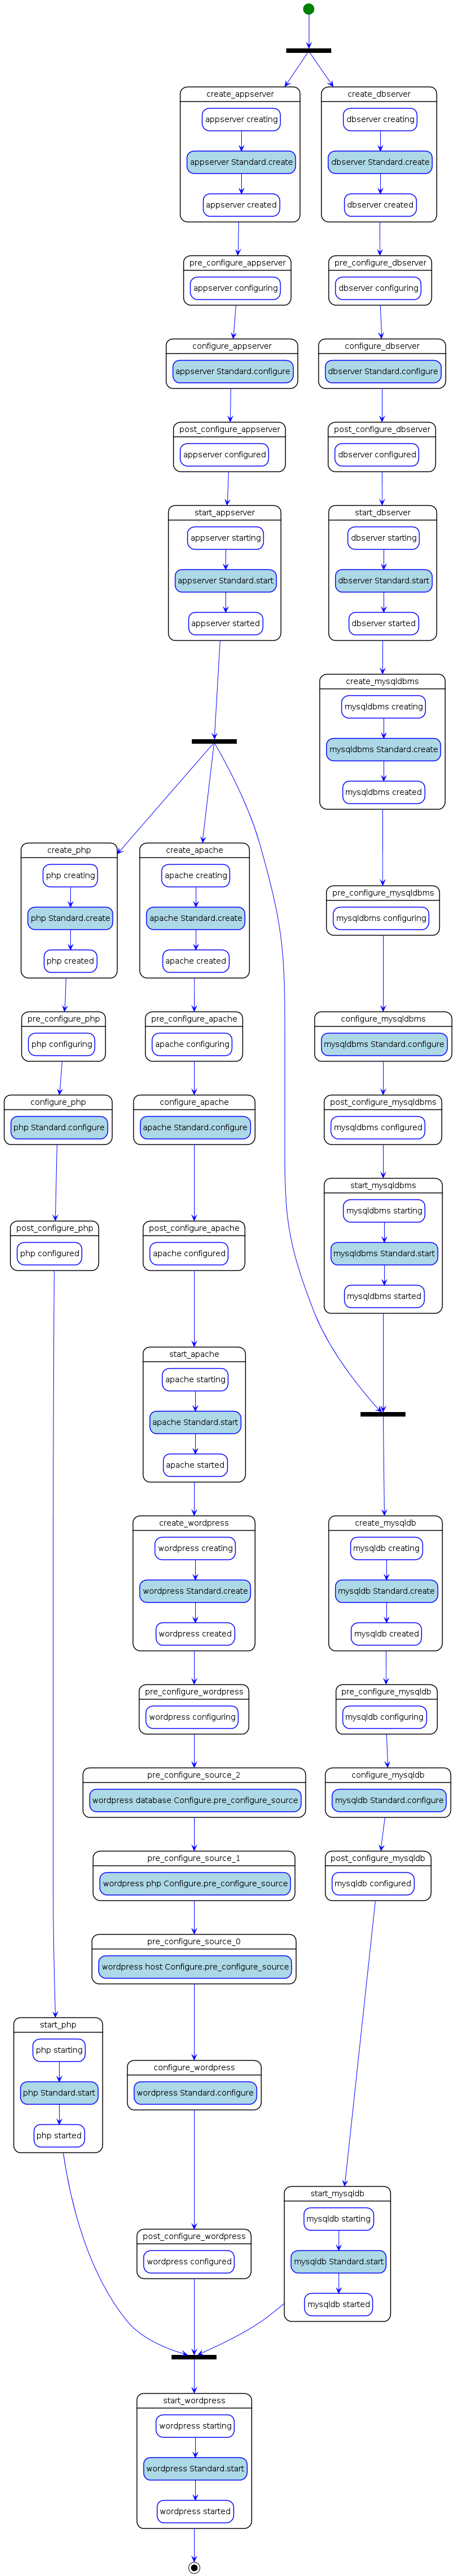 create_appserver
appserver creating
appserver Standard.create
appserver created
create_dbserver
dbserver creating
dbserver Standard.create
dbserver created
pre_configure_appserver
appserver configuring
pre_configure_dbserver
dbserver configuring
configure_appserver
appserver Standard.configure
configure_dbserver
dbserver Standard.configure
post_configure_appserver
appserver configured
post_configure_dbserver
dbserver configured
start_appserver
appserver starting
appserver Standard.start
appserver started
start_dbserver
dbserver starting
dbserver Standard.start
dbserver started
create_mysqldbms
mysqldbms creating
mysqldbms Standard.create
mysqldbms created
create_php
php creating
php Standard.create
php created
create_apache
apache creating
apache Standard.create
apache created
pre_configure_mysqldbms
mysqldbms configuring
pre_configure_php
php configuring
pre_configure_apache
apache configuring
configure_mysqldbms
mysqldbms Standard.configure
configure_php
php Standard.configure
configure_apache
apache Standard.configure
post_configure_mysqldbms
mysqldbms configured
start_mysqldbms
mysqldbms starting
mysqldbms Standard.start
mysqldbms started
post_configure_php
php configured
post_configure_apache
apache configured
start_apache
apache starting
apache Standard.start
apache started
create_wordpress
wordpress creating
wordpress Standard.create
wordpress created
create_mysqldb
mysqldb creating
mysqldb Standard.create
mysqldb created
pre_configure_wordpress
wordpress configuring
pre_configure_mysqldb
mysqldb configuring
pre_configure_source_2
wordpress database Configure.pre_configure_source
configure_mysqldb
mysqldb Standard.configure
pre_configure_source_1
wordpress php Configure.pre_configure_source
post_configure_mysqldb
mysqldb configured
pre_configure_source_0
wordpress host Configure.pre_configure_source
start_php
php starting
php Standard.start
php started
configure_wordpress
wordpress Standard.configure
start_mysqldb
mysqldb starting
mysqldb Standard.start
mysqldb started
post_configure_wordpress
wordpress configured
start_wordpress
wordpress starting
wordpress Standard.start
wordpress started